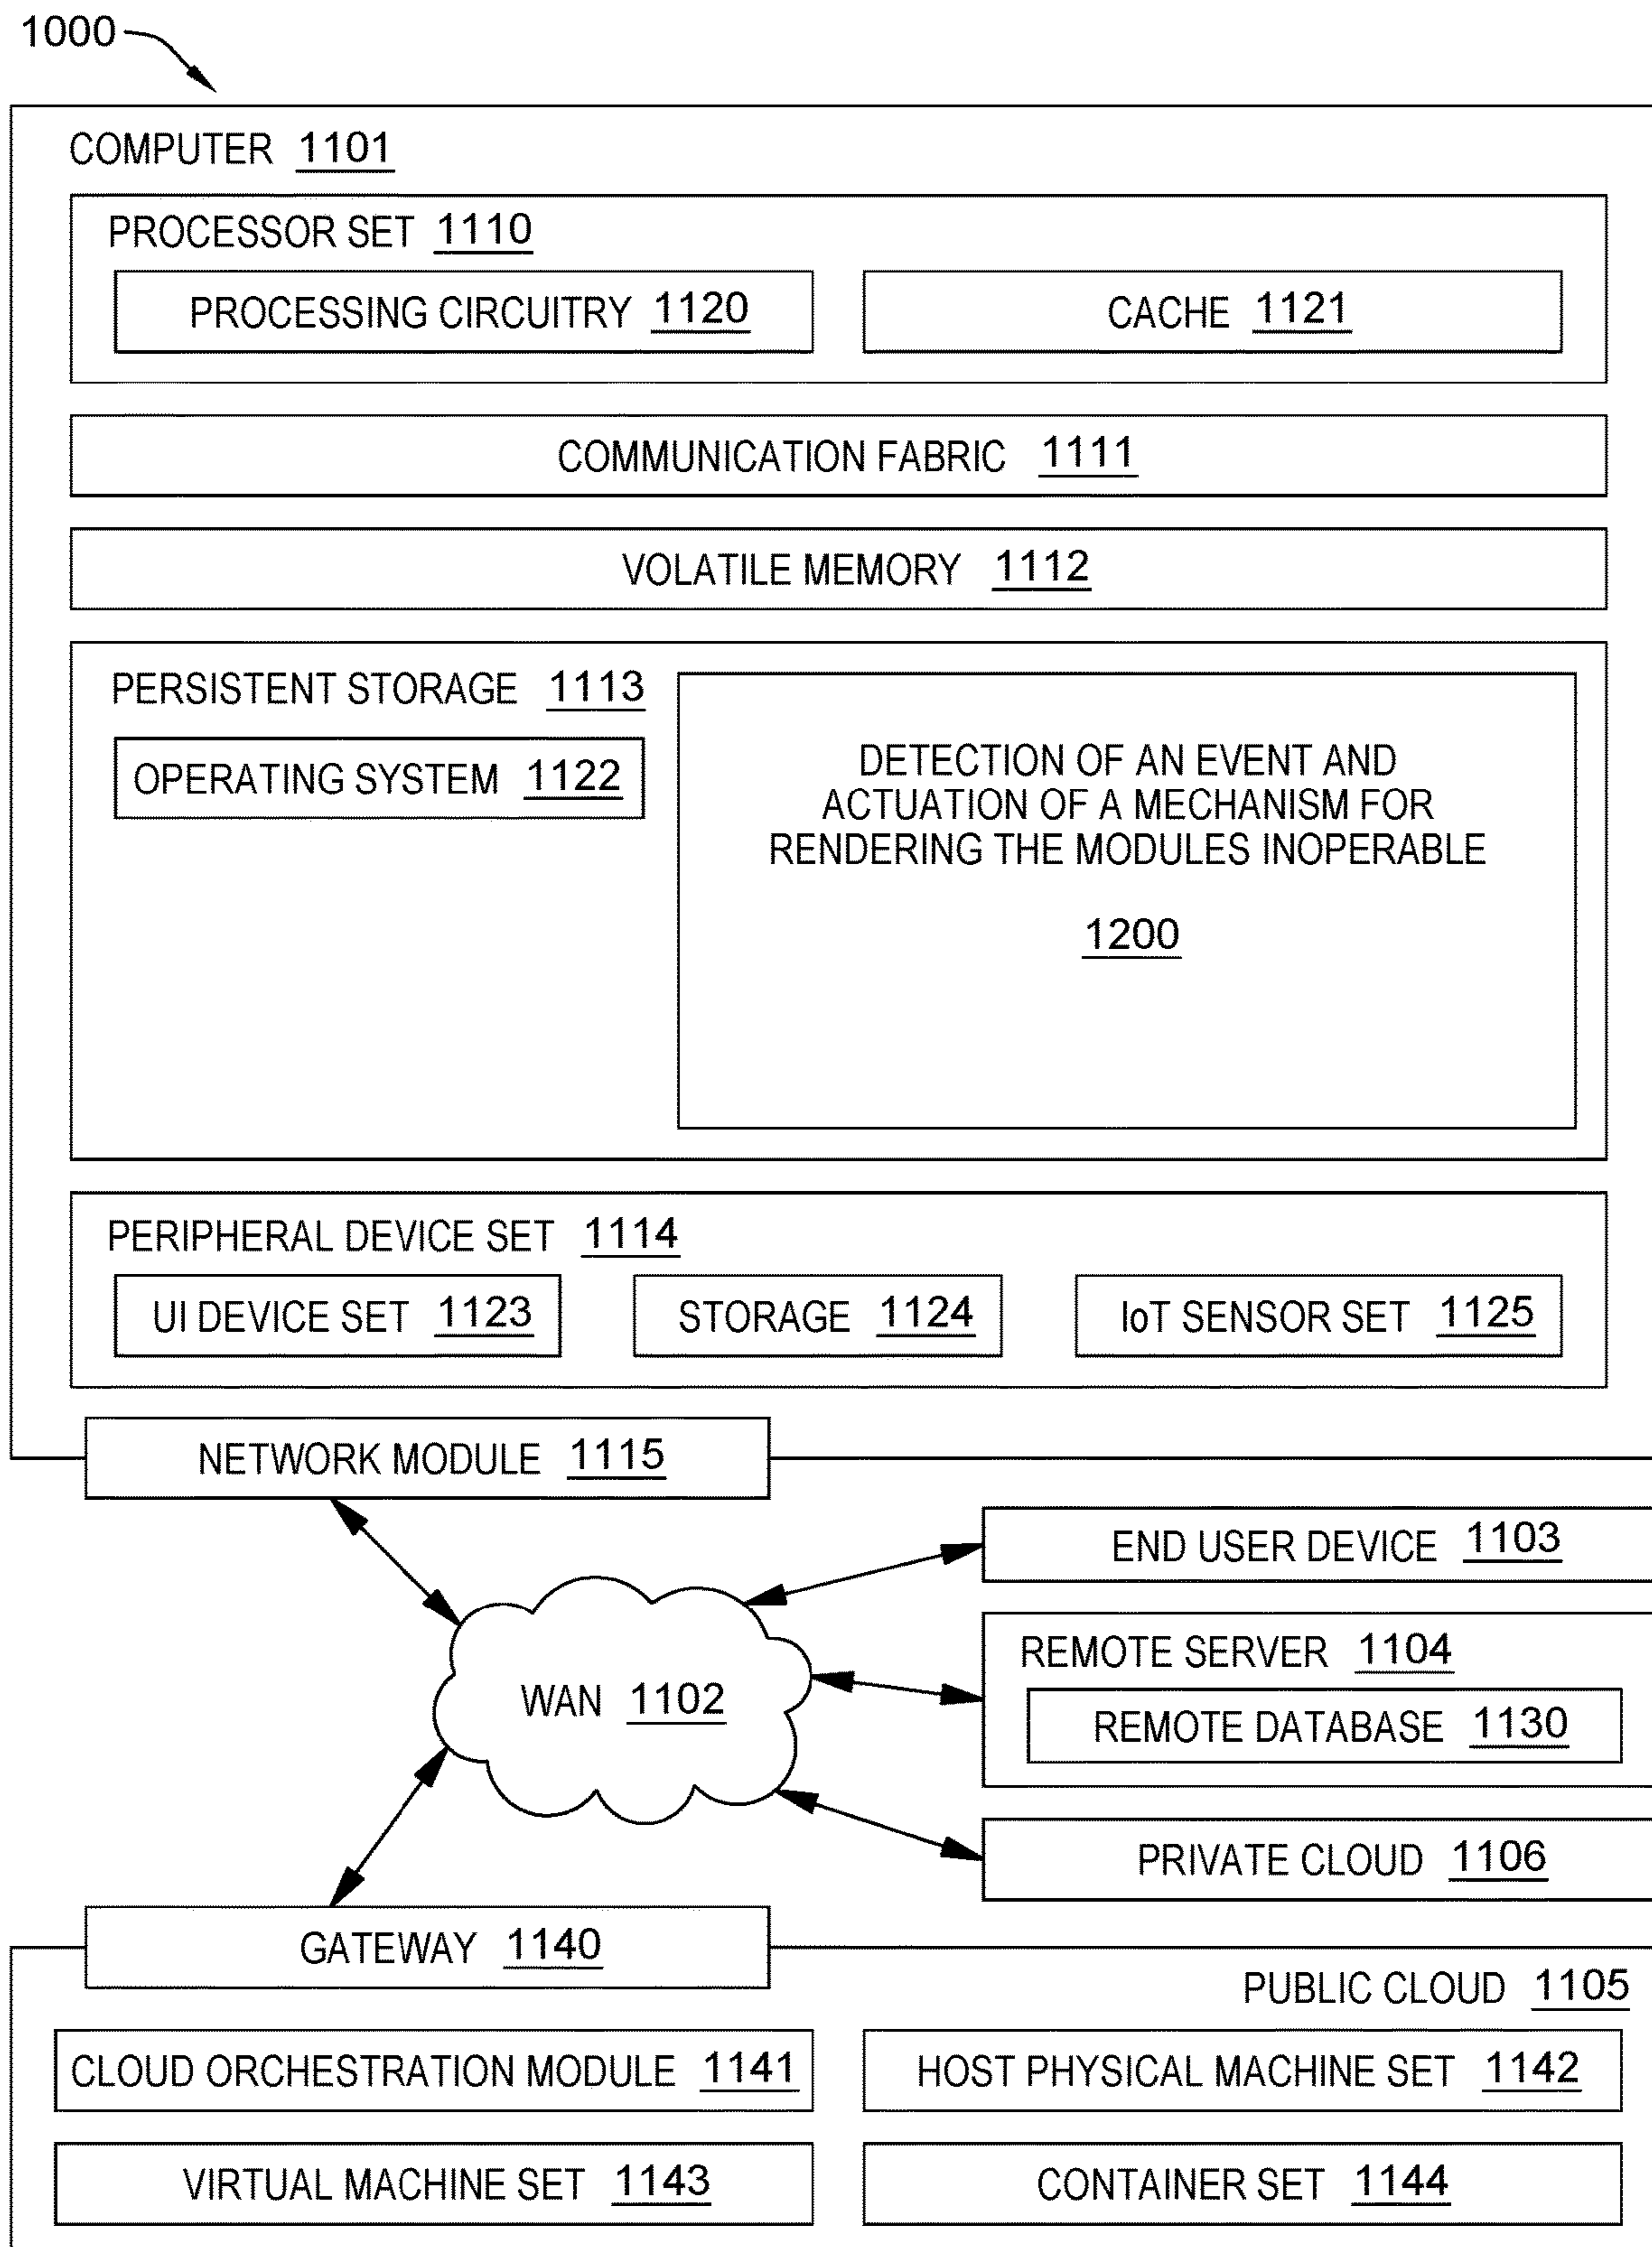 1000
COMPUTER 1101
PROCESSOR SET 1110
PROCESSING CIRCUITRY 1120
CACHE 1121
COMMUNICATION FABRIC 1111
VOLATILE MEMORY 1112
PERSISTENT STORAGE 1113
OPERATING SYSTEM 1122
DETECTION OF AN EVENT AND
ACTUATION OF A MECHANISM FOR
RENDERING THE MODULES INOPERABLE
1200
PERIPHERAL DEVICE SET 1114
UI DEVICE SET 1123
STORAGE 1124
IoT SENSOR SET 1125
NETWORK MODULE 1115
END USER DEVICE 1103
REMOTE SERVER 1104
WAN 1102
REMOTE DATABASE 1130
PRIVATE CLOUD 1106
GATEWAY 1140
PUBLIC CLOUD 1105
CLOUD ORCHESTRATION MODULE 1141
HOST PHYSICAL MACHINE SET 1142
VIRTUAL MACHINE SET 1143
CONTAINER SET 1144